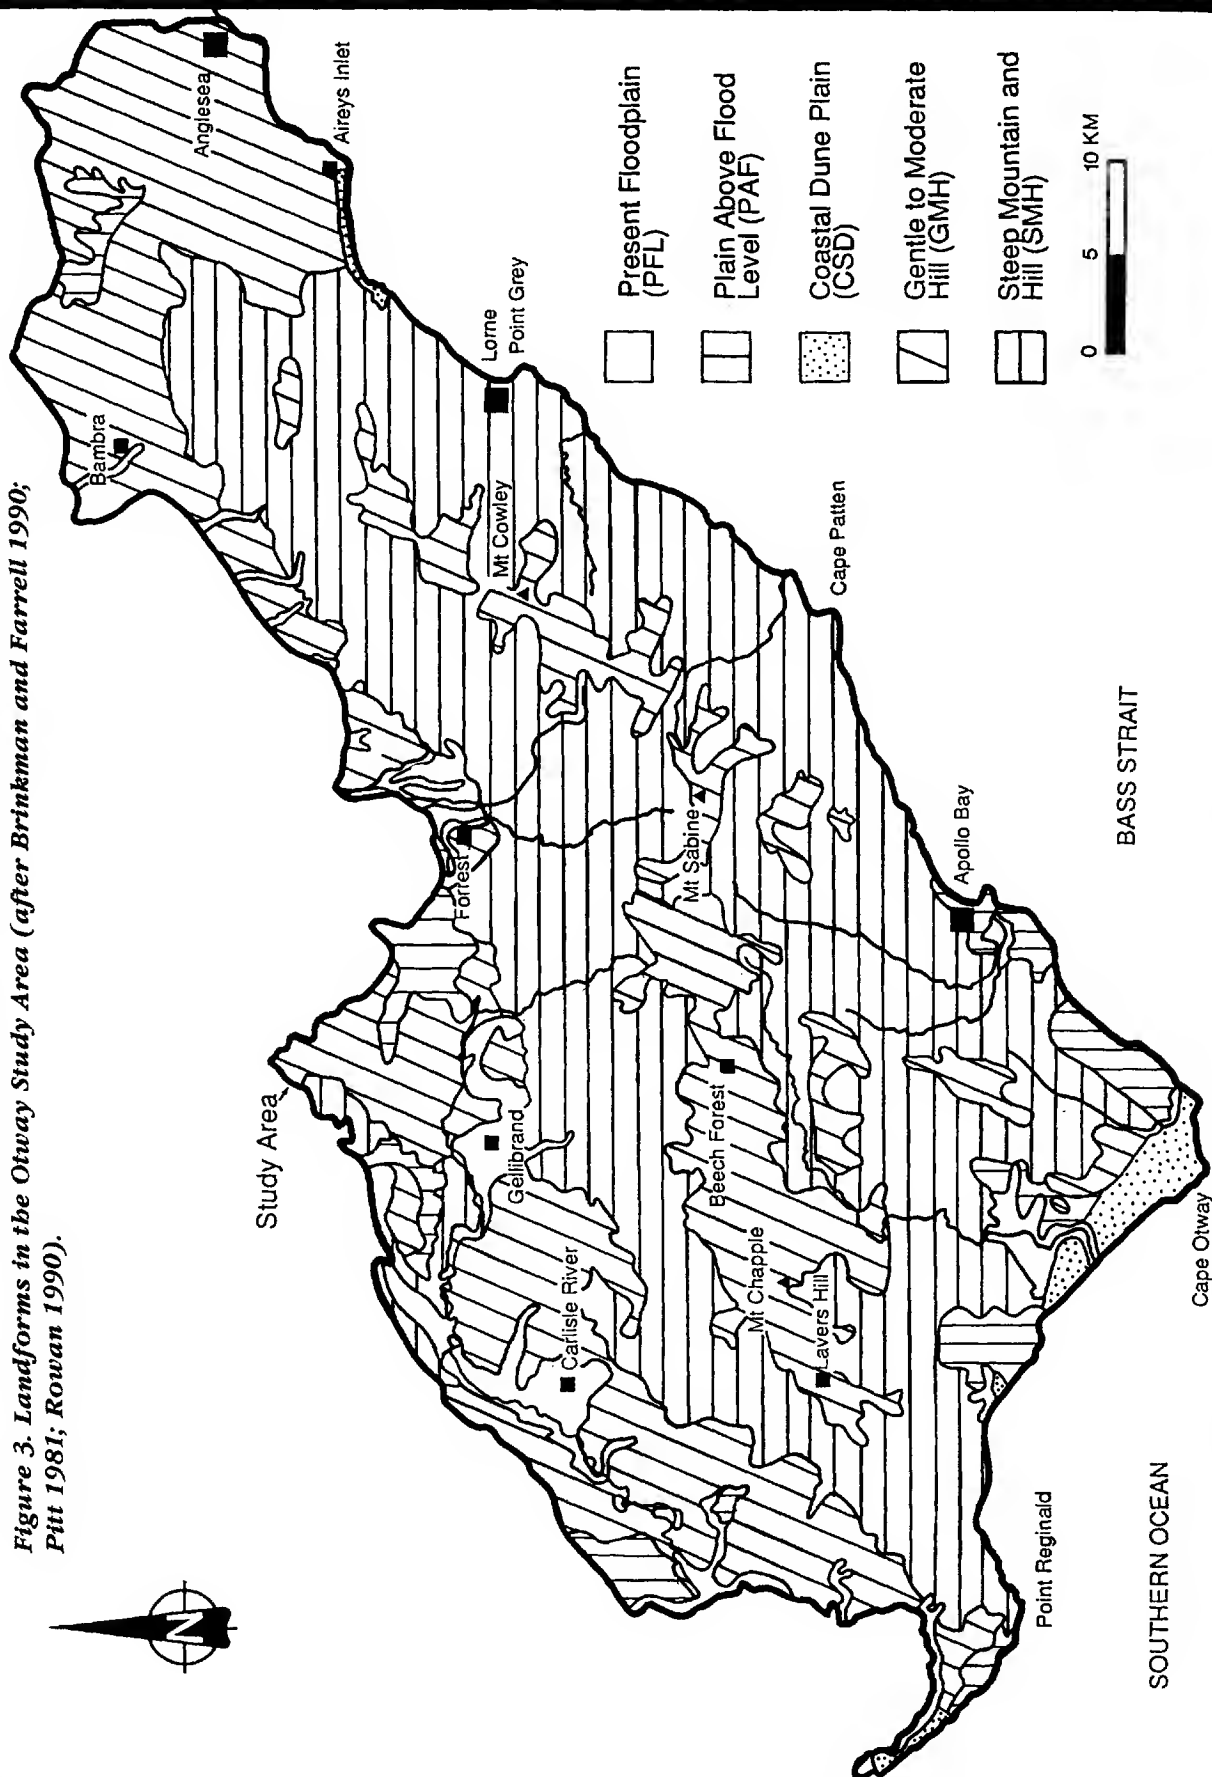 Figure 3. Landforms in the Otway Study Area (after Brinkman and Farrell 1990;
Pitt 1981; Rowan 1990).
N
Study Area
Anglesea
Aireys Inlet
Bambra
Lorne
Point Grey
Mt Cowley
Forrest
Cape Patten
Mt Sabine
Gellibrand
Beech Forest
Apollo Bay
Carlisle River
Mt Chapple
Lavers Hill
Cape Otway
Point Reginald
BASS STRAIT
SOUTHERN OCEAN
Present Floodplain
(PFL)
Plain Above Flood
Level (PAF)
Coastal Dune Plain
(CSD)
Gentle to Moderate
Hill (GMH)
Steep Mountain and
Hill (SMH)
0 5 10 KM